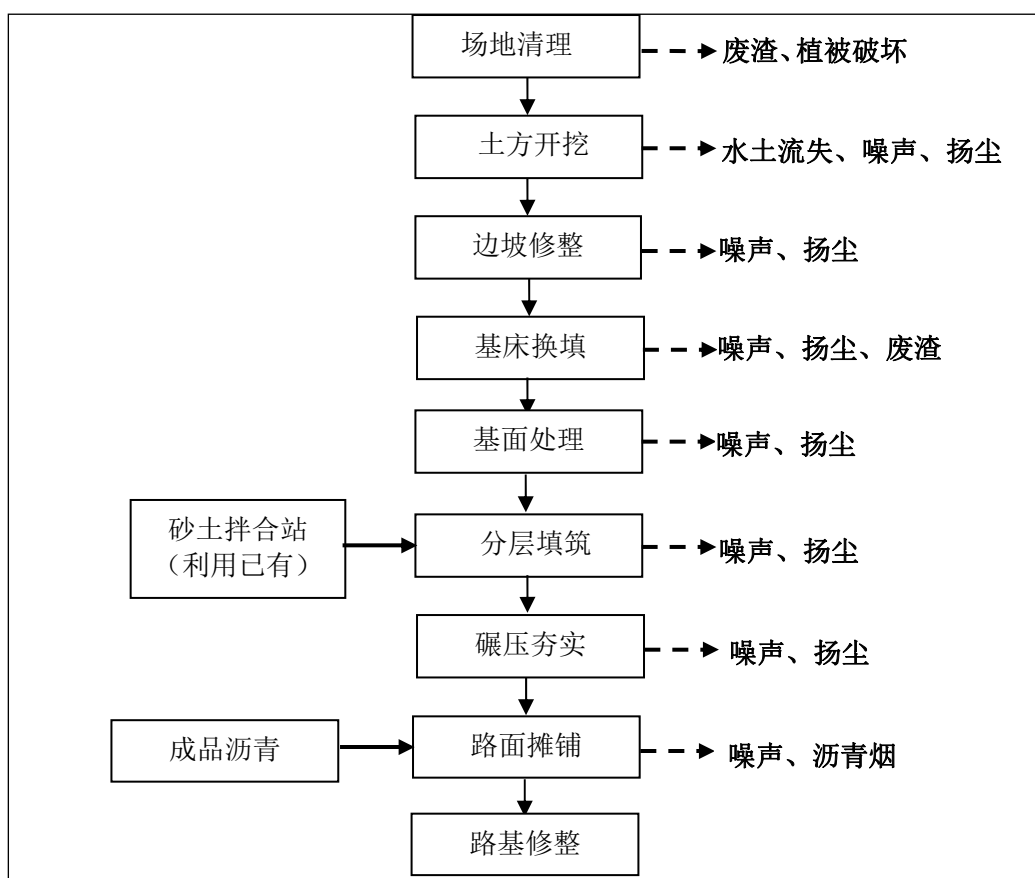 场地清理
废渣、植被破坏
土方开挖
水土流失、噪声、扬尘
边坡修整
噪声、扬尘
基床换填
噪声、扬尘、废渣
基面处理
噪声、扬尘
砂土拌合站
（利用已有）
分层填筑
噪声、扬尘
碾压夯实
噪声、扬尘
成品沥青
路面摊铺
噪声、沥青烟
路基修整